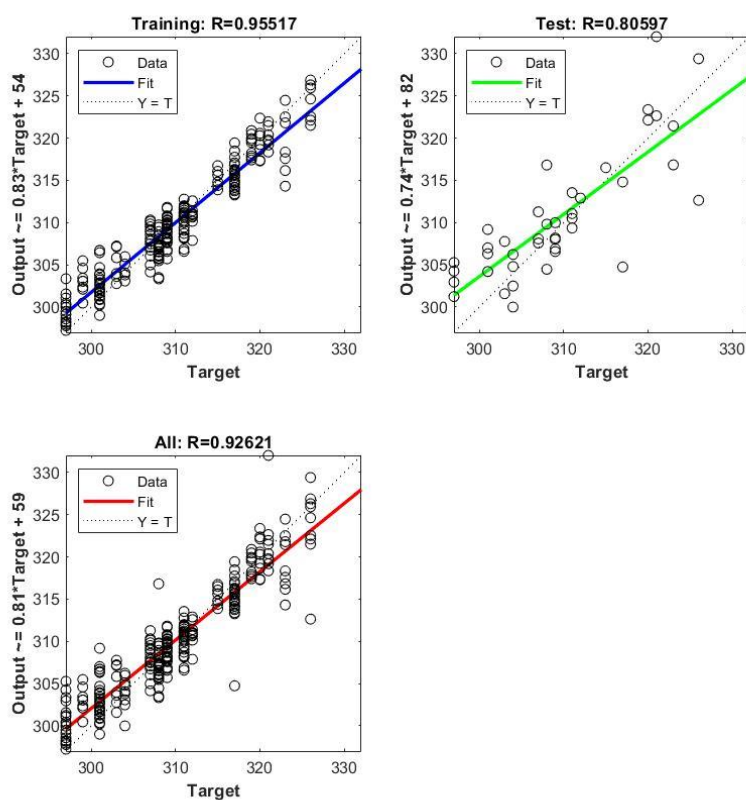 Training: R=0.95517
Output ~= 0.83*Target + 54
330
325
320
315
310
305
300
Data
Fit
Y = T
300
310
320
330
Target
Test: R=0.80597
Output ~= 0.74*Target + 82
330
325
320
315
310
305
300
Data
Fit
Y = T
300
310
320
330
Target
All: R=0.92621
Output ~= 0.81*Target + 59
330
325
320
315
310
305
300
Data
Fit
Y = T
300
310
320
330
Target